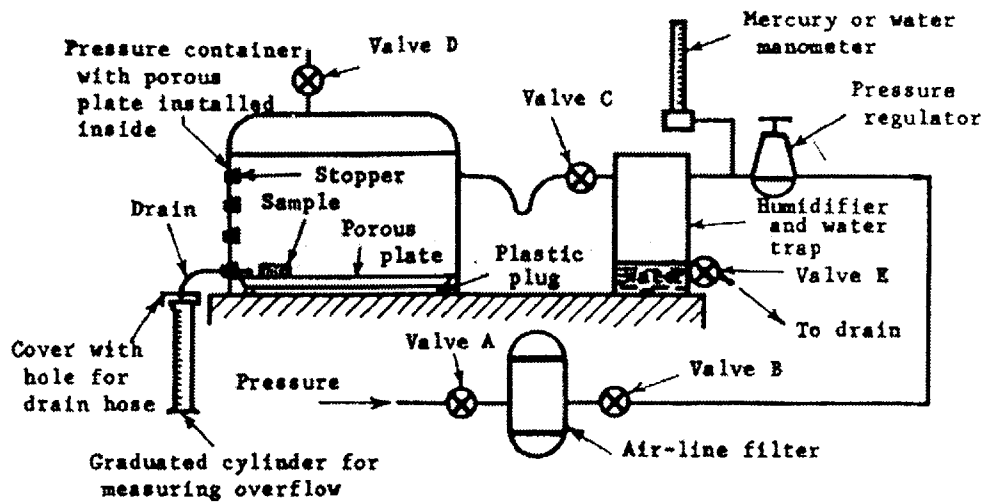 Pressure container
with porous
plate installed
inside
Valve D
Mercury or water
manometer
Valve C
Pressure
regulator
Stopper
Sample
Drain
Porous
plate
Plastic
plug
Humidifier
and water
trap
Water
Valve E
To drain
Cover with
hole for
drain hose
Valve A
Pressure
Valve B
Air-line filter
Graduated cylinder for
measuring overflow